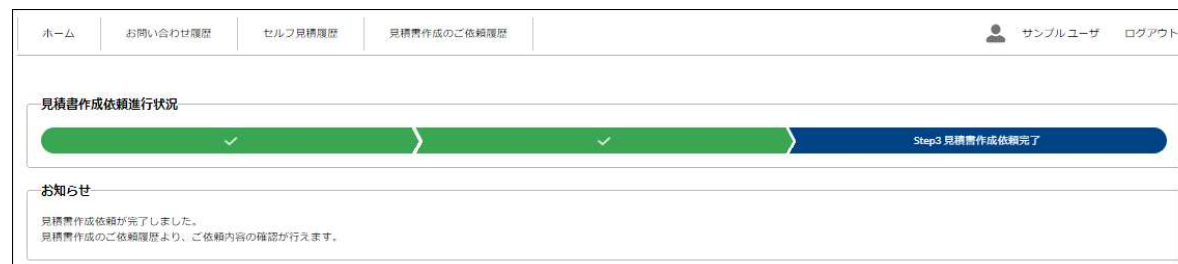 ホーム お問い合わせ履歴 セルフ見積履歴 見積書作成のご依頼履歴 サンプルユーザ ログアウト
見積書作成依頼進行状況
Step3 見積書作成依頼完了
お知らせ
見積書作成依頼が完了しました。
見積書作成のご依頼履歴より、ご依頼内容の確認が行えます。